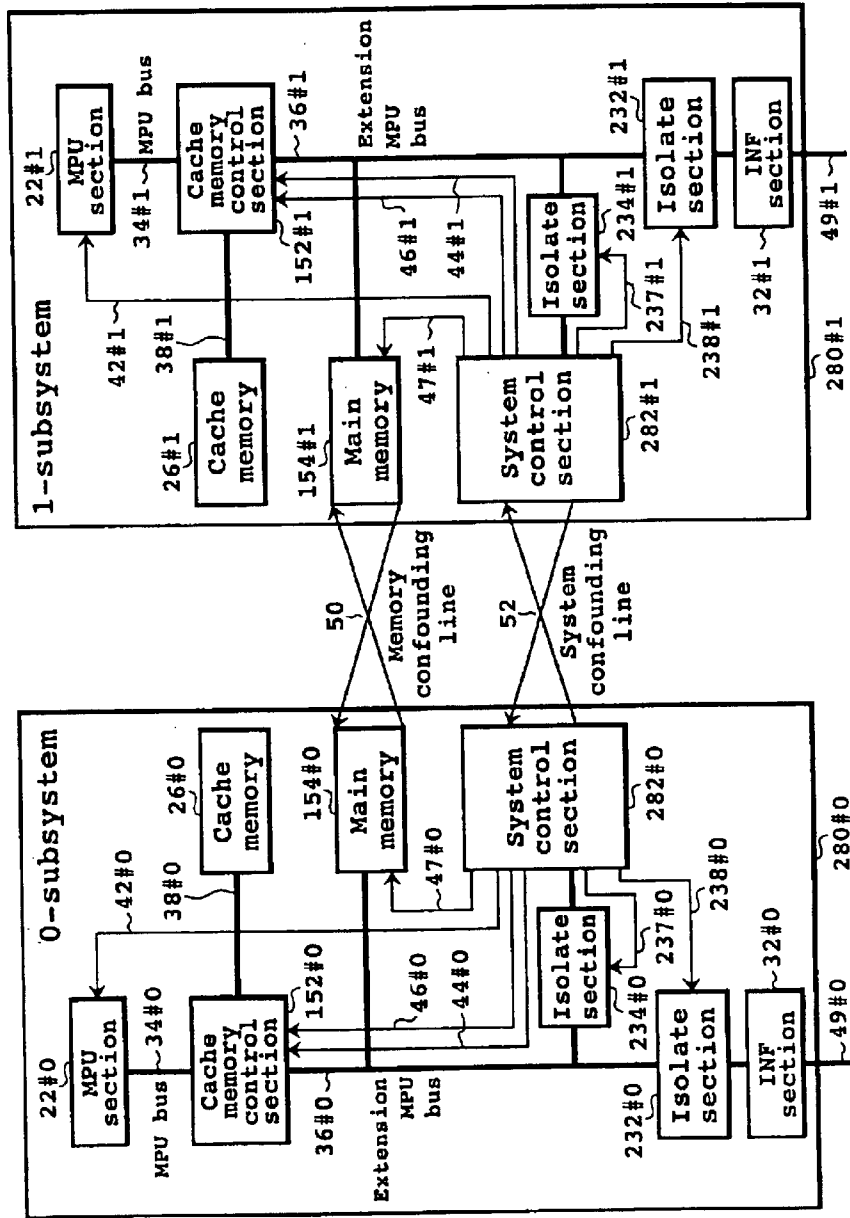 0-subsystem
22#0
MPU
section
MPU bus
34#0
42#0
38#0
26#0
Cache
memory
Cache
memory
control
section
152#0
36#0
Extension
MPU
bus
46#0
44#0
154#0
Main
memory
47#0
System
control
section
282#0
Isolate
section
234#0
237#0
238#0
232#0
Isolate
section
INF
section
32#0
49#0
280#0
50
Memory
confounding
line
52
System
confounding
line
1-subsystem
22#1
MPU
section
MPU bus
34#1
42#1
38#1
26#1
Cache
memory
Cache
memory
control
section
152#1
36#1
Extension
MPU
bus
46#1
44#1
154#1
Main
memory
47#1
System
control
section
282#1
Isolate
section
234#1
237#1
238#1
232#1
Isolate
section
INF
section
32#1
49#1
280#1